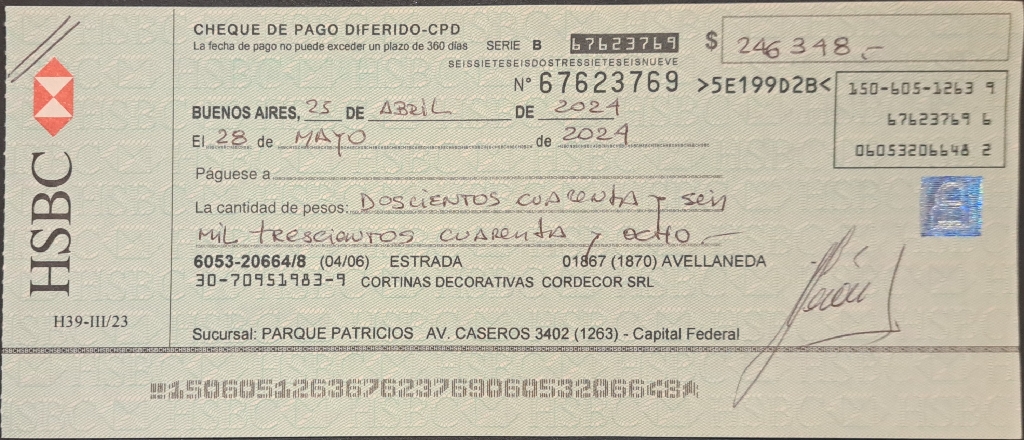 CHEQUE DE PAGO DIFERIDO-CPD
La fecha de pago no puede exceder un plazo de 360 días SERIE B 67623769
$ 246 348.-
SEISSIETESEISDOSTRESSIETESEISNUEVE
N° 67623769 >5E199D2B<
150-605-1263 9
67623769 6
06053206648 2
BUENOS AIRES, 25 DE ABRIL DE 2024
El 28 de MAYO de 2024
Páguese a
La cantidad de pesos: DOSCIENTOS CUARENTA y seis
MIL trescientos CUARENTA y ocho.-
6053-20664/8 (04/06) ESTRADA 01867 (1870) AVELLANEDA
30-70951983-9 CORTINAS DECORATIVAS CORDECOR SRL
Sucursal: PARQUE PATRICIOS AV. CASEROS 3402 (1263) - Capital Federal
HSBC
H39-III/23
150605126367623769060532066484